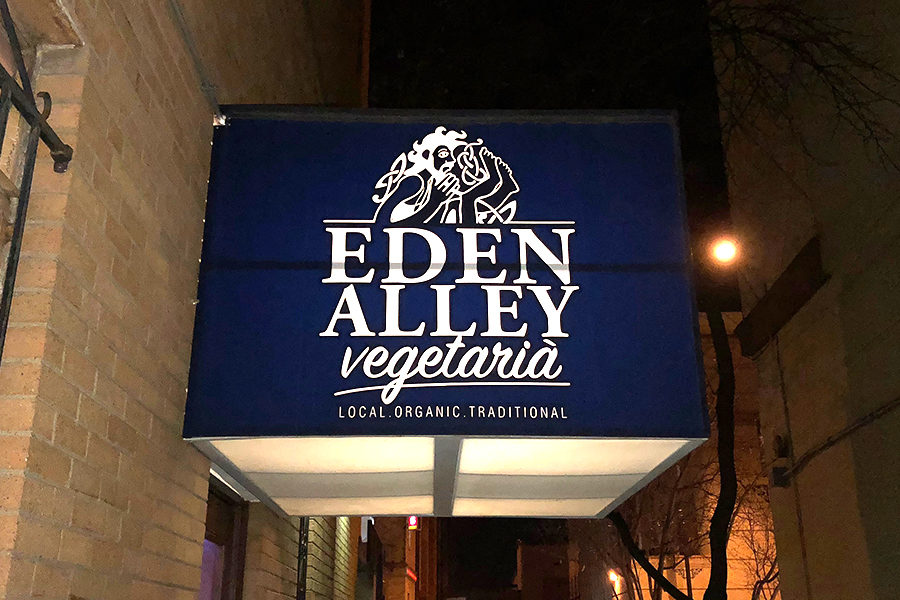 EDEN
ALLEY
vegetarià
LOCAL.ORGANIC.TRADITIONAL